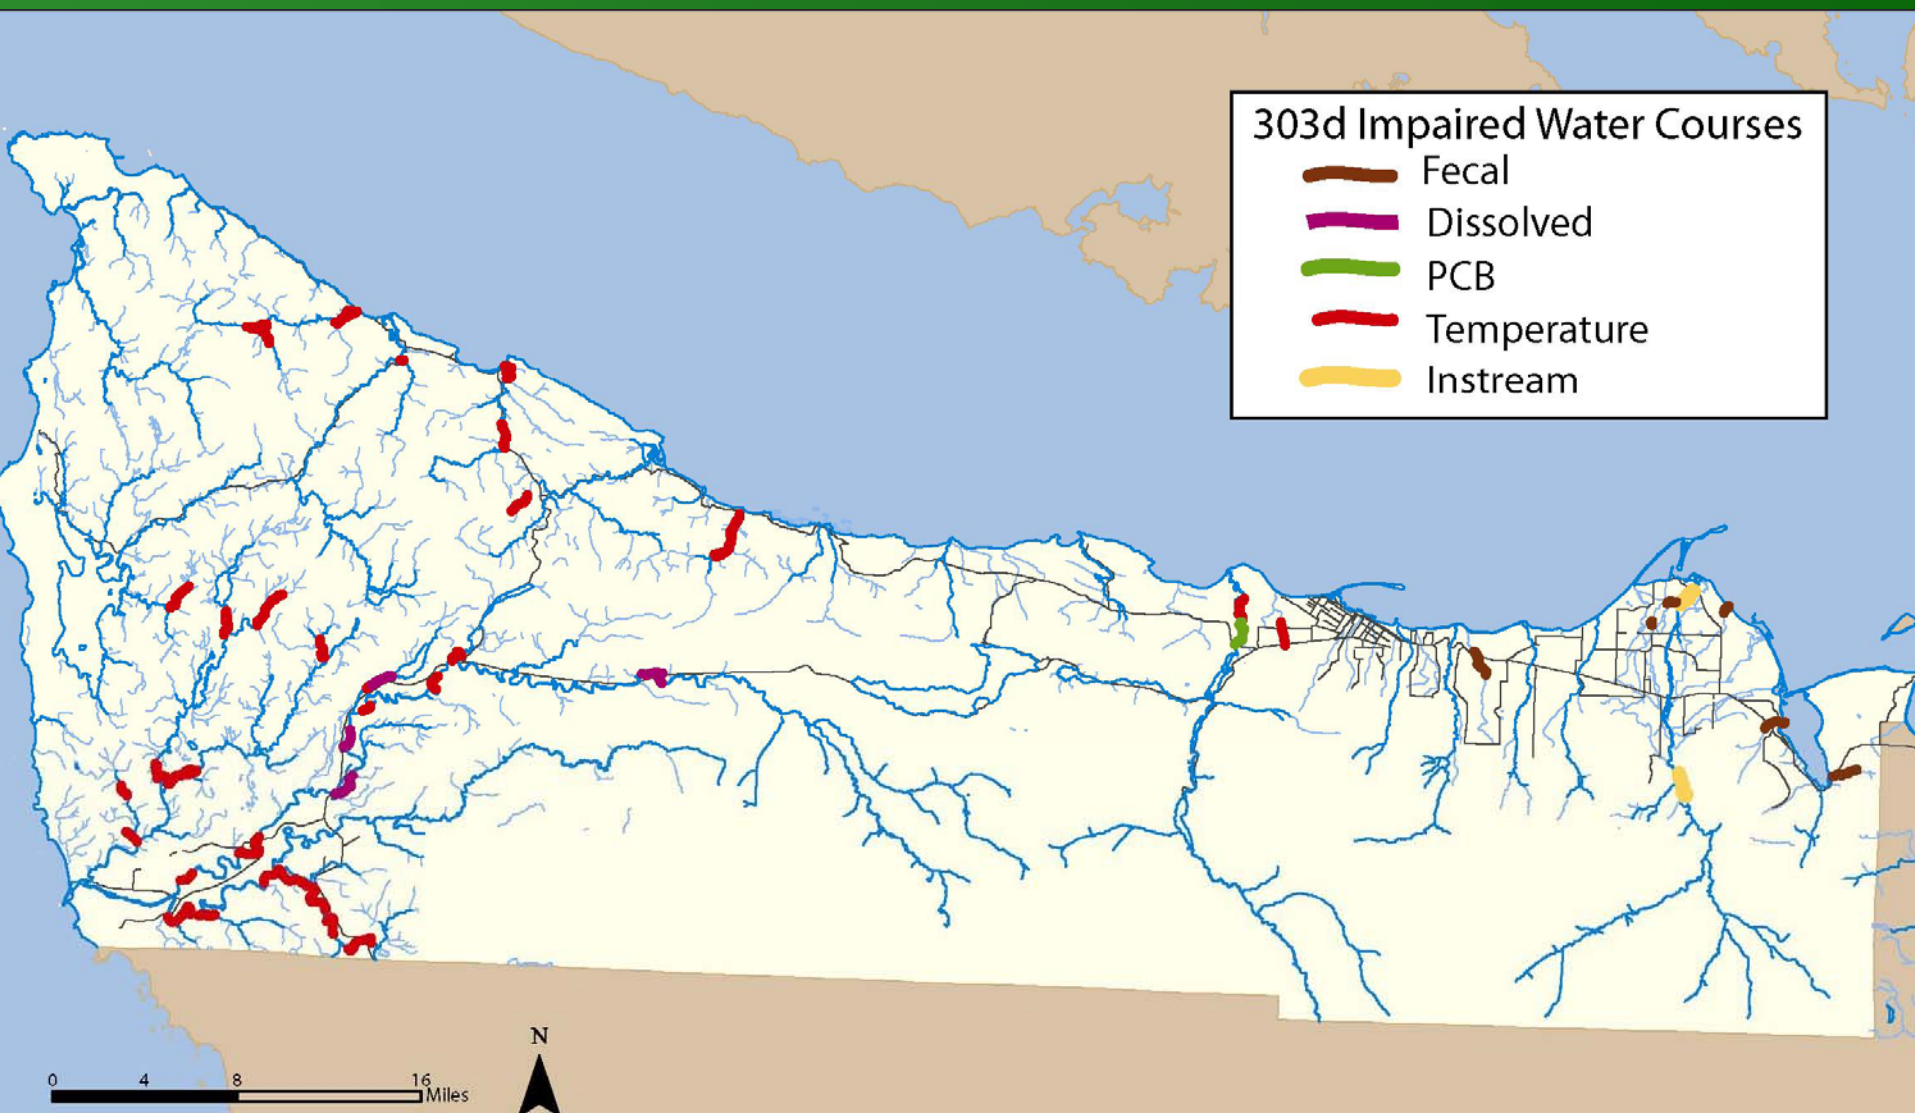 303d Impaired Water Courses
Fecal
Dissolved
PCB
Temperature
Instream
N
0 4 8 16
Miles